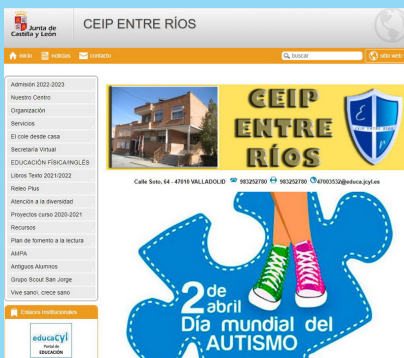 Junta de
Castilla y León
CEIP ENTRE RÍOS
inicio
noticias
contacto
buscar
sitio web
Admisión 2022-2023
Nuestro Centro
Organización
Servicios
El cole desde casa
Secretaría Virtual
EDUCACIÓN FÍSICA/INGLÉS
Libros Texto 2021/2022
Releo Plus
Atención a la diversidad
Proyectos curso 2020-2021
Recursos
Plan de fomento a la lectura
AMPA
Antiguos Alumnos
Grupo Scout San Jorge
Vive sanoi, crece sano
Enlaces Institucionales
educacyl
Portal de
EDUCACIÓN
CEIP
ENTRE
RÍOS
Calle Soto, 64 - 47010 VALLADOLID 983252780 983252780 47003532@educa.jcyl.es
2 de
abril
Día mundial del
AUTISMO